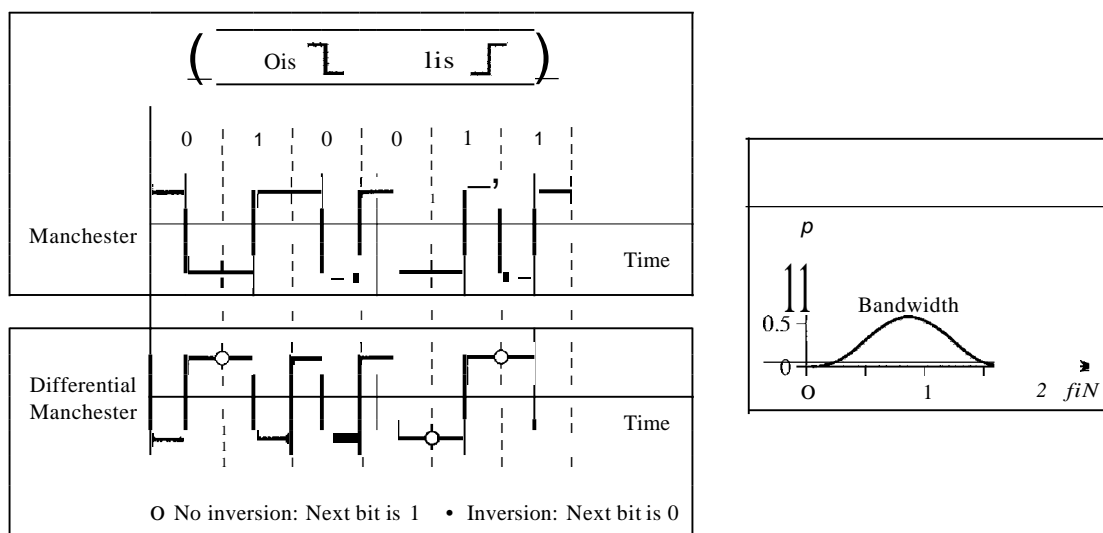 Ois lis
0 1 0 0 1 1
Manchester
Time
Differential
Manchester
Time
O No inversion: Next bit is 1 • Inversion: Next bit is 0
p
11
Bandwidth
0.5
0
O 1 2 fiN